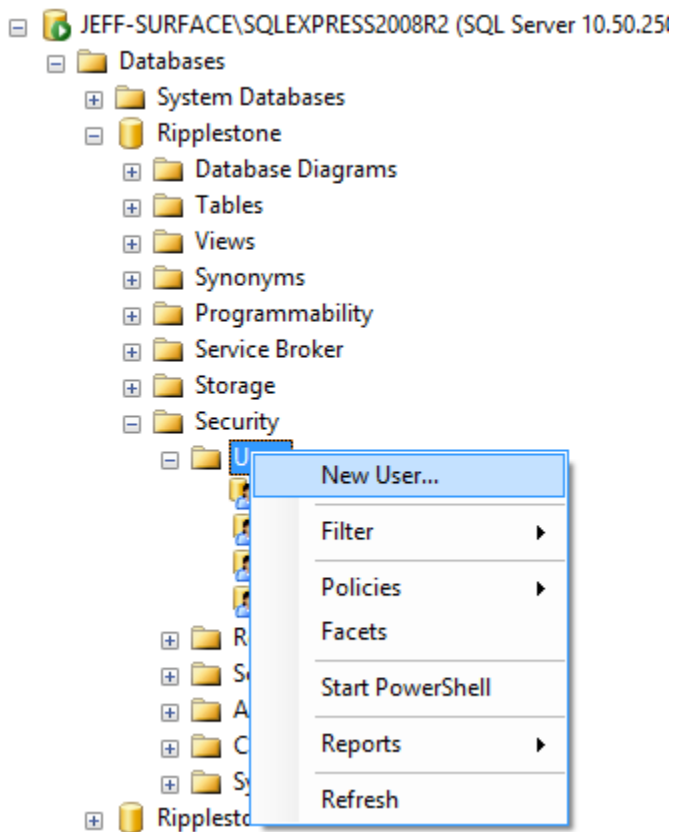 JEFF-SURFACE\SQLEXPRESS2008R2 (SQL Server 10.50.250
Databases
System Databases
Ripplestone
Database Diagrams
Tables
Views
Synonyms
Programmability
Service Broker
Storage
Security
New User...
Filter
Policies
Facets
Start PowerShell
Reports
Refresh